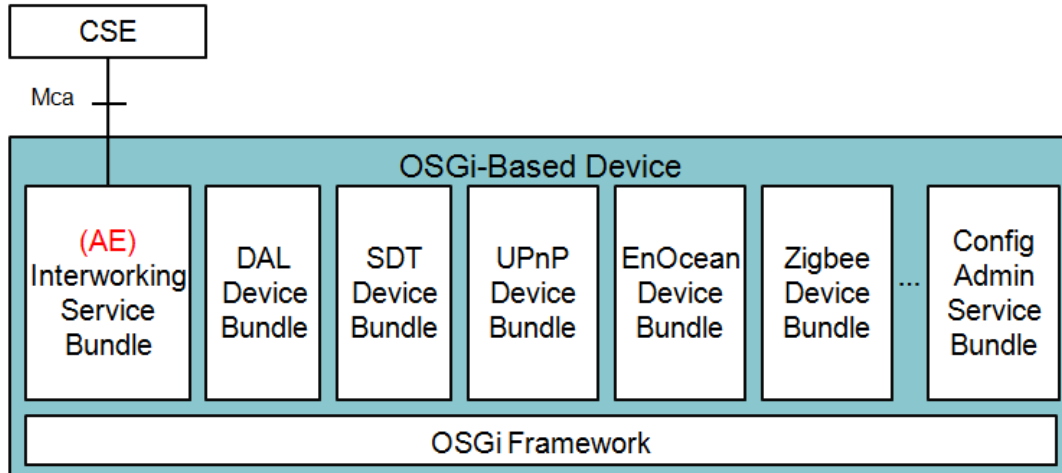 CSE
Mca
OSGi-Based Device
(AE)
Interworking
Service
Bundle
DAL
Device
Bundle
SDT
Device
Bundle
UPnP
Device
Bundle
EnOcean
Device
Bundle
Zigbee
Device
Bundle
...
Config
Admin
Service
Bundle
OSGi Framework